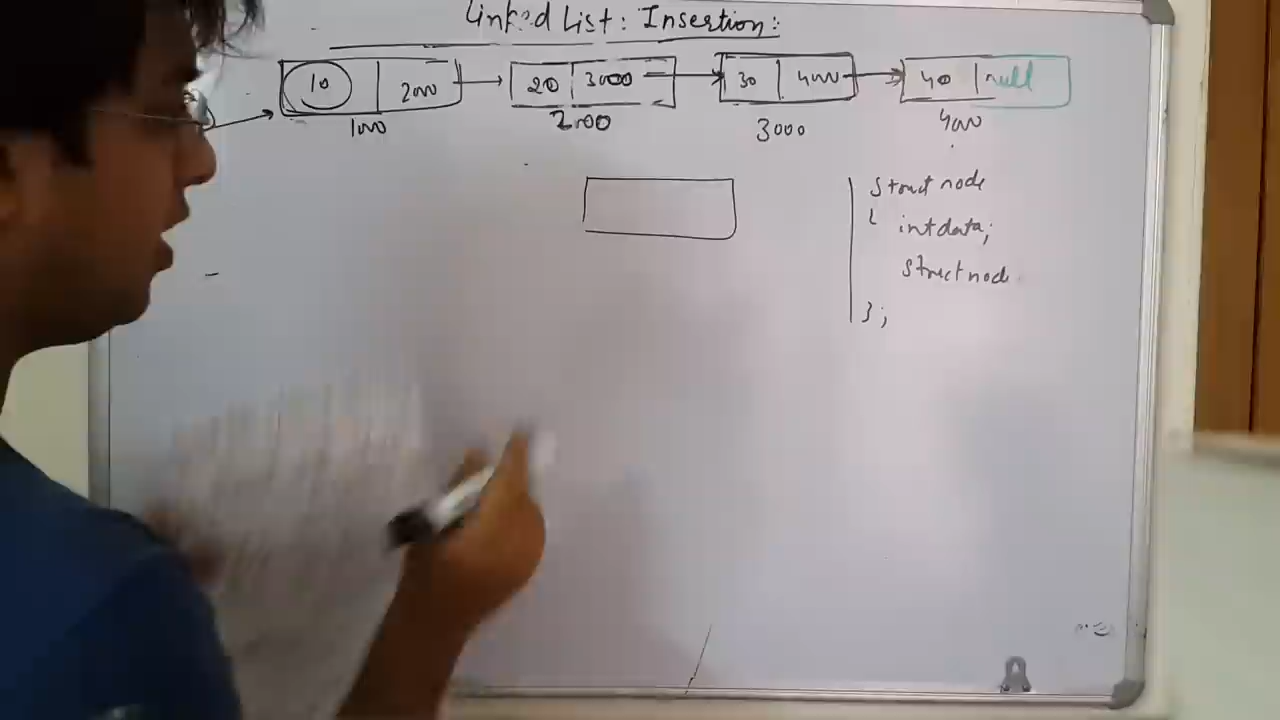 Linked List: Insertion:
10 2000 20 3000 30 4000 40 null
1000 2000 3000 4000
struct node
{ int data;
struct node
};